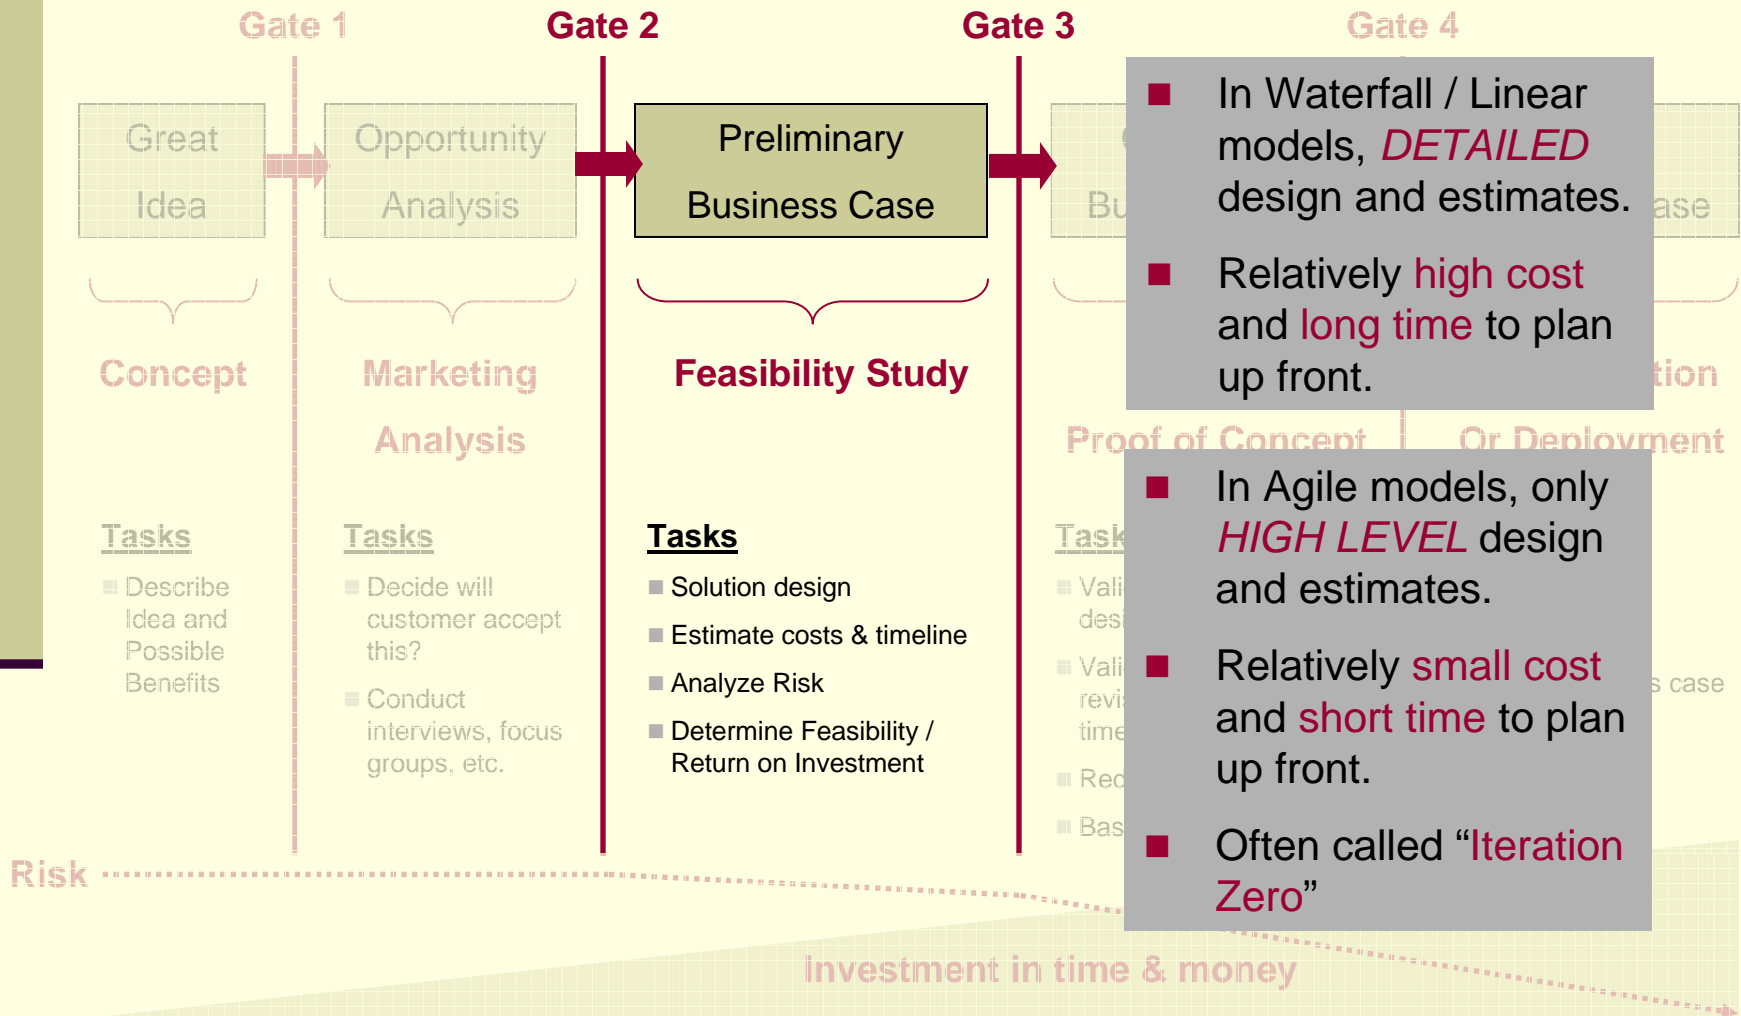 Gate 1
Gate 2
Gate 3
Gate 4
Great
Idea
Opportunity
Analysis
Preliminary
Business Case
Concept
Marketing
Analysis
Feasibility Study
Proof of Concept
Or Deployment
Tasks
Describe
Idea and
Possible
Benefits
Tasks
Decide will
customer accept
this?
Conduct
interviews, focus
groups, etc.
Tasks
Solution design
Estimate costs & timeline
Analyze Risk
Determine Feasibility /
Return on Investment
case
In Waterfall / Linear
models, DETAILED
design and estimates.
Relatively high cost
and long time to plan
up front.
In Agile models, only
HIGH LEVEL design
and estimates.
Relatively small cost
and short time to plan
up front.
Often called “Iteration
Zero”
Risk
Investment in time & money